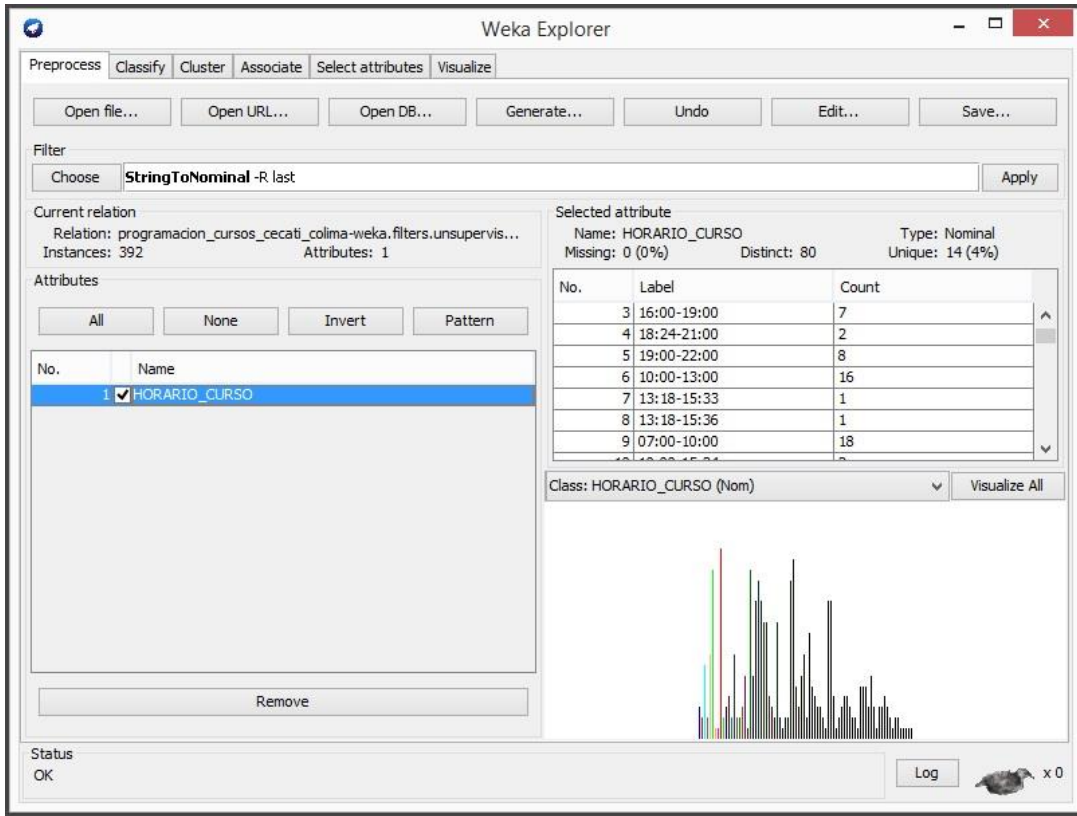 Weka Explorer
Preprocess Classify Cluster Associate Select attributes Visualize
Open file... Open URL... Open DB... Generate... Undo Edit... Save...
Filter
Choose StringToNominal -R last Apply
Current relation
Relation: programacion_cursos_cecati_colima-weka.filters.unsupervis...
Instances: 392 Attributes: 1
Attributes
All None Invert Pattern
No. Name
1 HORARIO_CURSO
Remove
Selected attribute
Name: HORARIO_CURSO Type: Nominal
Missing: 0 (0%) Distinct: 80 Unique: 14 (4%)
No. Label Count
3 16:00-19:00 7
4 18:24-21:00 2
5 19:00-22:00 8
6 10:00-13:00 16
7 13:18-15:33 1
8 13:18-15:36 1
9 07:00-10:00 18
Class: HORARIO_CURSO (Nom) Visualize All
Status
OK
Log x 0